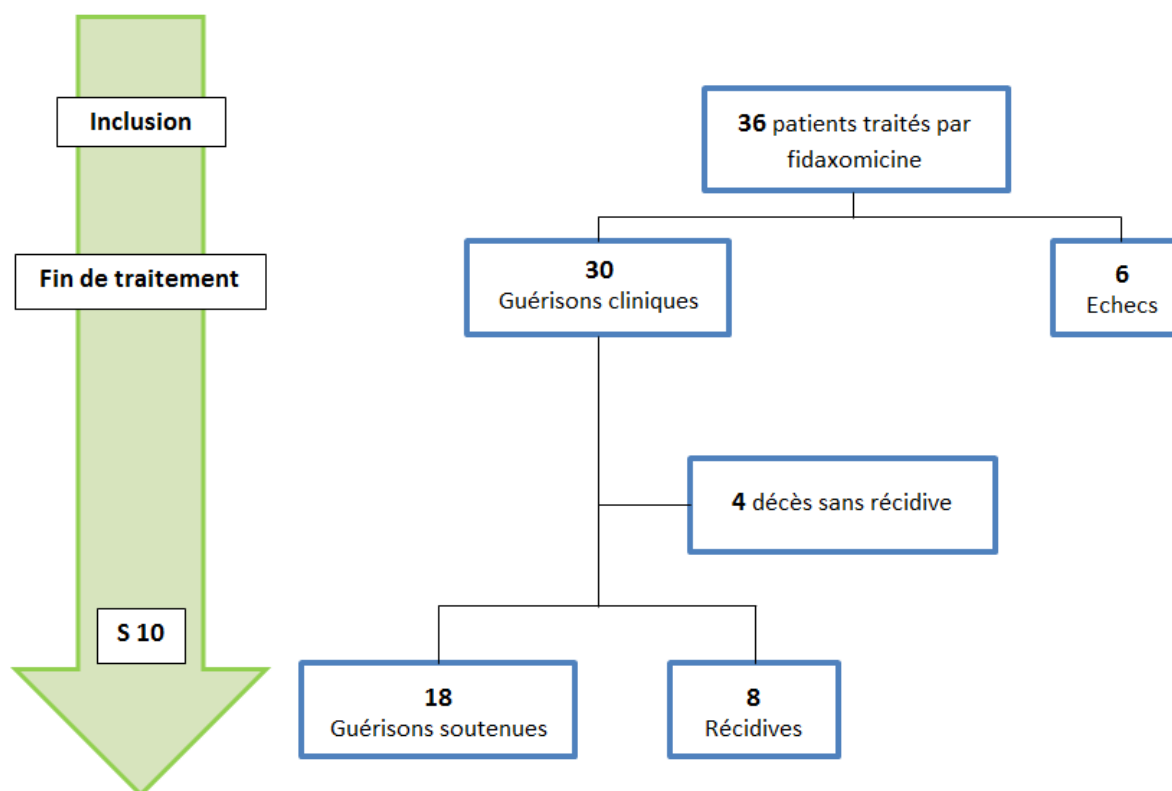 Inclusion
36 patients traités par
fidaxomicine
Fin de traitement
30
Guérisons cliniques
6
Echecs
4 décès sans récidive
S 10
18
Guérisons soutenues
8
Récidives